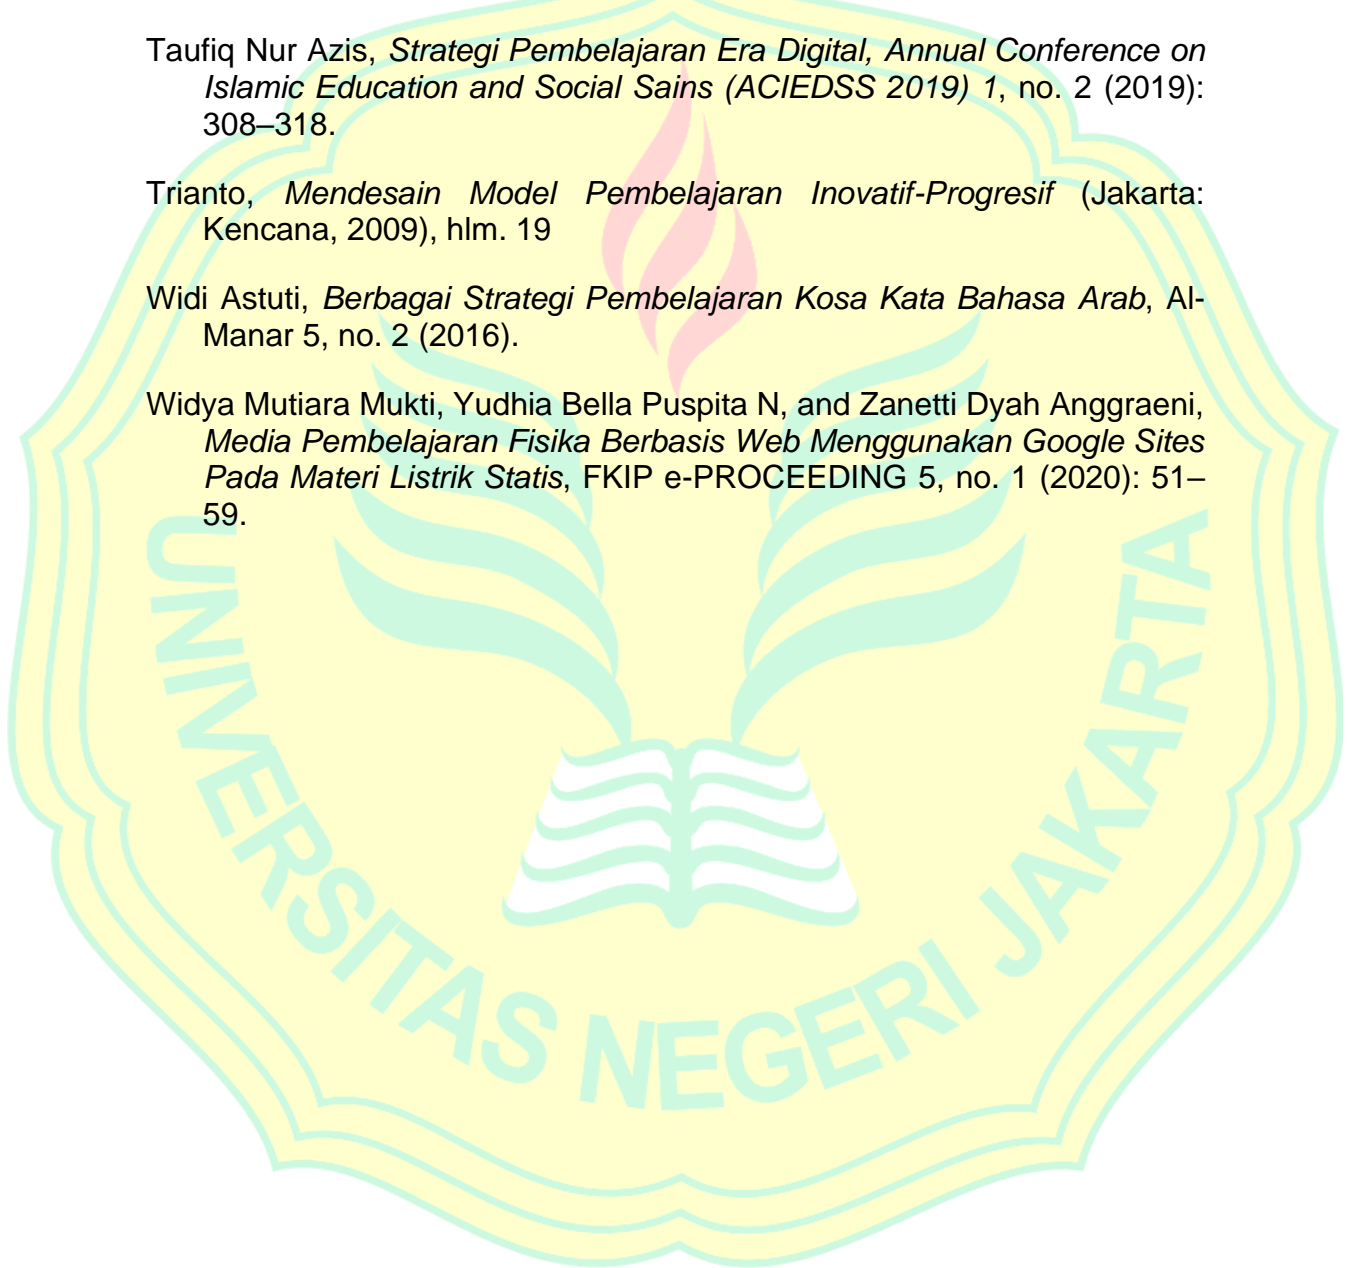 Taufiq Nur Azis, Strategi Pembelajaran Era Digital, Annual Conference on
Islamic Education and Social Sains (ACIEDSS 2019) 1, no. 2 (2019):
308–318.
Trianto, Mendesain Model Pembelajaran Inovatif-Progresif (Jakarta:
Kencana, 2009), hlm. 19
Widi Astuti, Berbagai Strategi Pembelajaran Kosa Kata Bahasa Arab, Al-
Manar 5, no. 2 (2016).
Widya Mutiara Mukti, Yudhia Bella Puspita N, and Zanetti Dyah Anggraeni,
Media Pembelajaran Fisika Berbasis Web Menggunakan Google Sites
Pada Materi Listrik Statis, FKIP e-PROCEEDING 5, no. 1 (2020): 51–
59.
UNIVERSITAS NEGERI JAKARTA